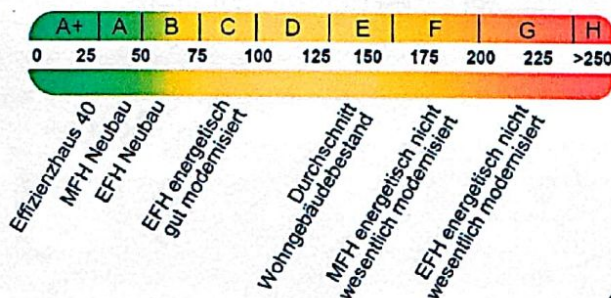 A+ A B C D E F G H
0 25 50 75 100 125 150 175 200 225 >250
Effizienzhaus 40
MFH Neubau
EFH Neubau
EFH energetisch
gut modernisiert
Durchschnitt
Wohngebäudebestand
MFH energetisch nicht
wesentlich modernisiert
EFH energetisch nicht
wesentlich modernisiert